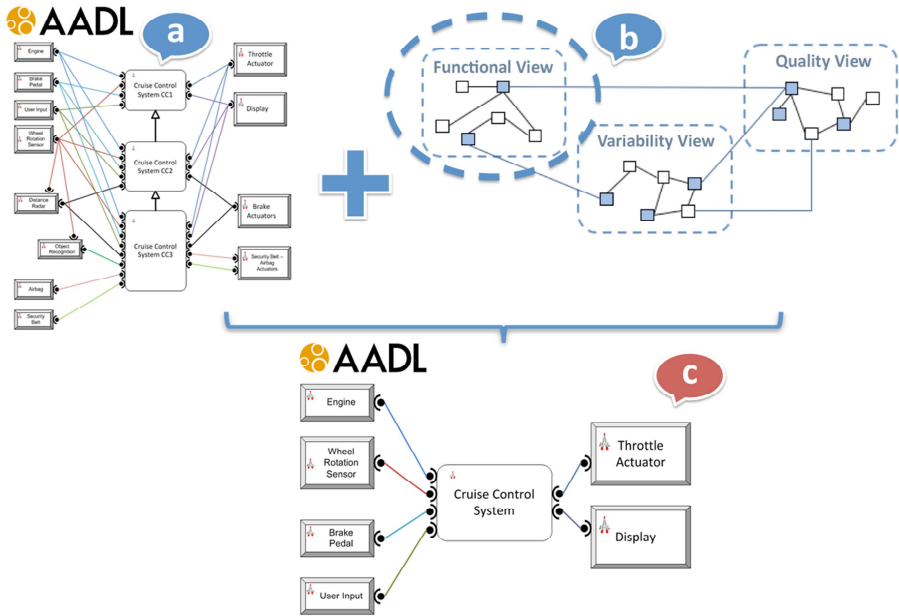 AADL
a
Engine
Brake
Pedal
User Input
Wheel
Rotation
Sensor
Distance
Radar
Object
Recognition
Airbag
Security
Belt
Cruise Control
System CC1
Cruise Control
System CC2
Cruise Control
System CC3
Throttle
Actuator
Display
Brake
Actuators
Security Belt –
Airbag
Actuators
b
Functional View
Variability View
Quality View
AADL
c
Engine
Wheel
Rotation
Sensor
Brake
Pedal
User Input
Cruise Control
System
Throttle
Actuator
Display